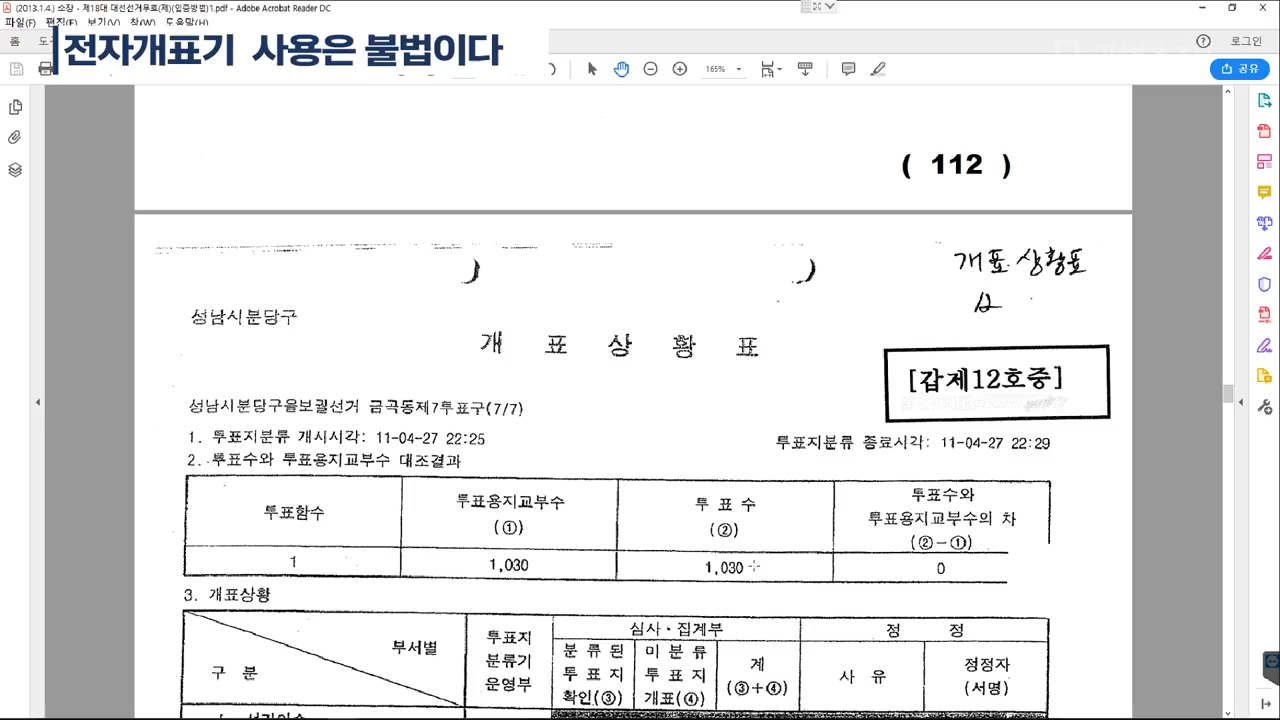 (2013.1.4.) 소장 - 제18대 대선선거무효(제)(입증방법)1.pdf - Adobe Acrobat Reader DC
파일(F) 편집(E) 보기(V) 창(W) 도움말(H)
홈 로그인
전자개표기 사용은 불법이다
165% 공유
( 112 )
개표상황표
성남시분당구
개 표 상 황 표
[갑제12호증]
성남시분당구을보궐선거 금곡동제7투표구(7/7)
1. 투표지분류 개시시각: 11-04-27 22:25 투표지분류 종료시각: 11-04-27 22:29
2. 투표수와 투표용지교부수 대조결과
투표함수 투표용지교부수 (①) 투 표 수 (②) 투표수와 투표용지교부수의 차 (②-①)
1 1,030 1,030 0
3. 개표상황
구 분 부서별 투표지 분류기 운영부 심사·집계부 정 정
분 류 된 투 표 지 확인(③) 미 분 류 투 표 지 개표(④) 계 (③+④) 사 유 정정자 (서명)